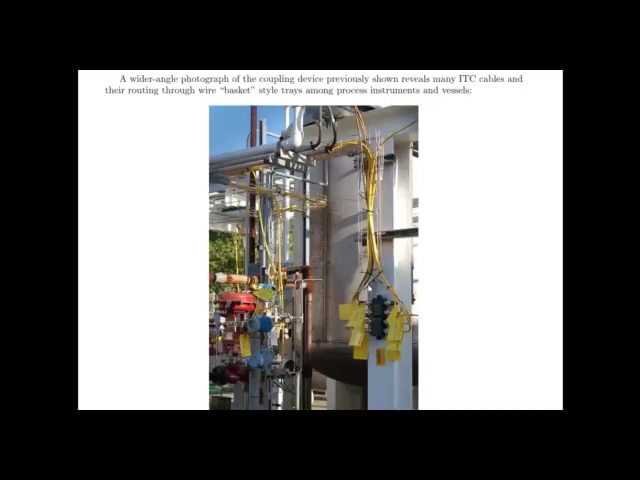 A wider-angle photograph of the coupling device previously shown reveals many ITC cables and
their routing through wire “basket” style trays among process instruments and vessels: